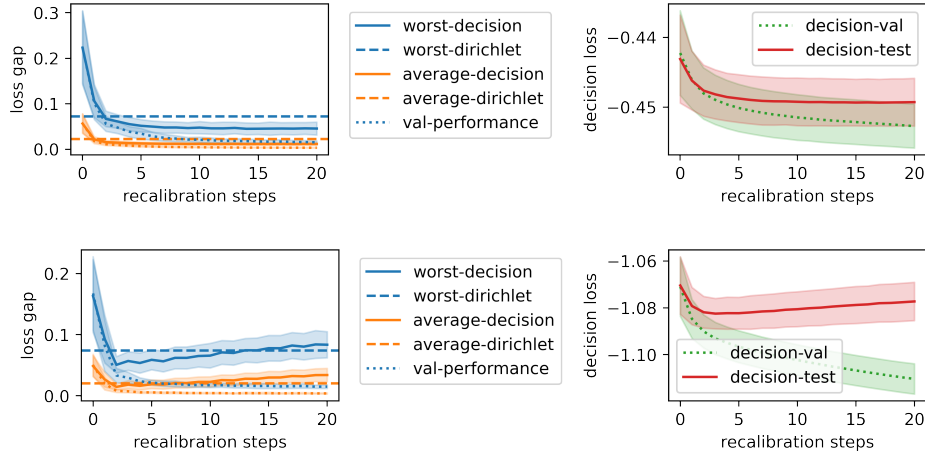 0.3
0.2
0.1
0.0
loss gap
0 5 10 15 20
recalibration steps
worst-decision
worst-dirichlet
average-decision
average-dirichlet
val-performance
−0.44
−0.45
decision loss
0 5 10 15 20
recalibration steps
decision-val
decision-test
0.2
0.1
0.0
loss gap
0 5 10 15 20
recalibration steps
worst-decision
worst-dirichlet
average-decision
average-dirichlet
val-performance
−1.06
−1.08
−1.10
decision loss
0 5 10 15 20
recalibration steps
decision-val
decision-test